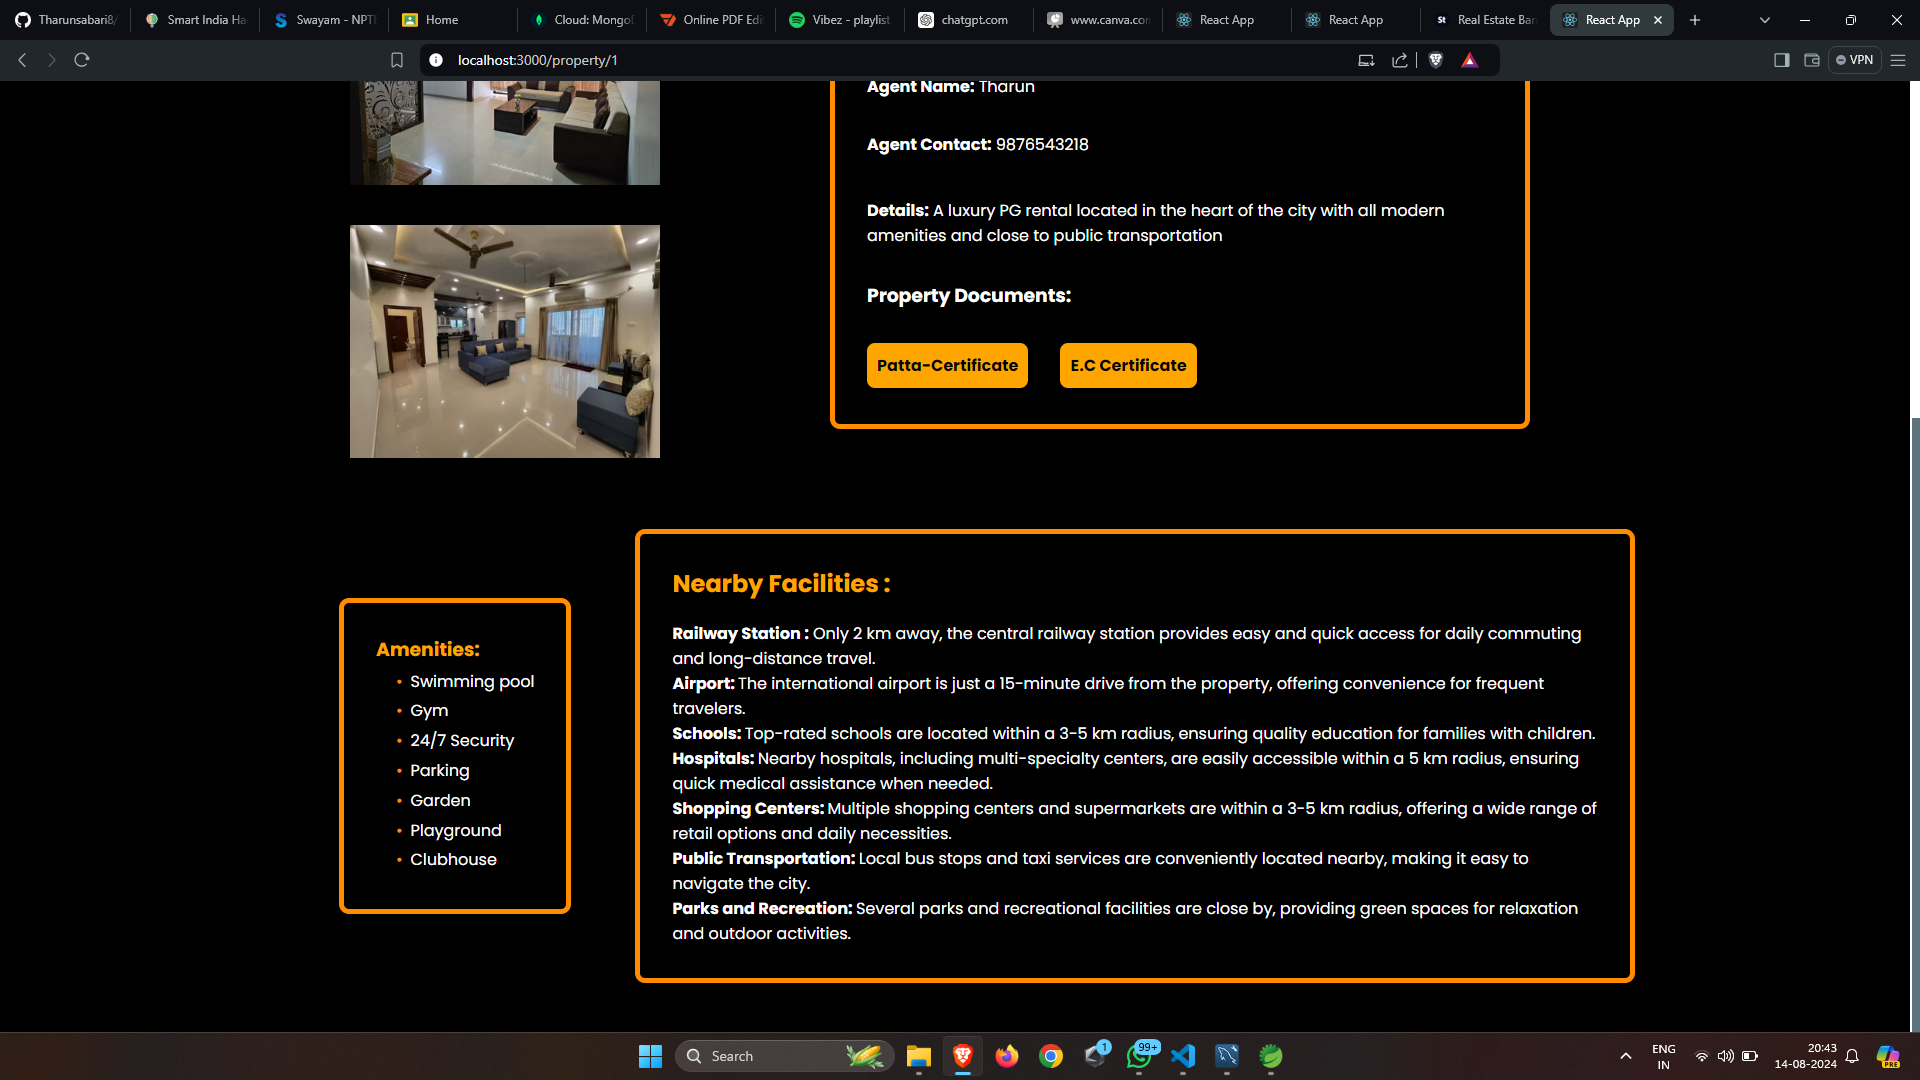 Tharunsabari8/
Smart India Ha
Swayam - NPTE
Home
Cloud: MongoD
Online PDF Edi
Vibez - playlist
chatgpt.com
www.canva.com
React App
React App
St
Real Estate Ban
React App
localhost:3000/property/1
VPN
Agent Name: Tharun
Agent Contact: 9876543218
Details: A luxury PG rental located in the heart of the city with all modern
amenities and close to public transportation
Property Documents:
Patta-Certificate
E.C Certificate
Amenities:
• Swimming pool
• Gym
• 24/7 Security
• Parking
• Garden
• Playground
• Clubhouse
Nearby Facilities :
Railway Station : Only 2 km away, the central railway station provides easy and quick access for daily commuting
and long-distance travel.
Airport: The international airport is just a 15-minute drive from the property, offering convenience for frequent
travelers.
Schools: Top-rated schools are located within a 3-5 km radius, ensuring quality education for families with children.
Hospitals: Nearby hospitals, including multi-specialty centers, are easily accessible within a 5 km radius, ensuring
quick medical assistance when needed.
Shopping Centers: Multiple shopping centers and supermarkets are within a 3-5 km radius, offering a wide range of
retail options and daily necessities.
Public Transportation: Local bus stops and taxi services are conveniently located nearby, making it easy to
navigate the city.
Parks and Recreation: Several parks and recreational facilities are close by, providing green spaces for relaxation
and outdoor activities.
Search
1
99+
ENG
IN
20:43
14-08-2024
PRE